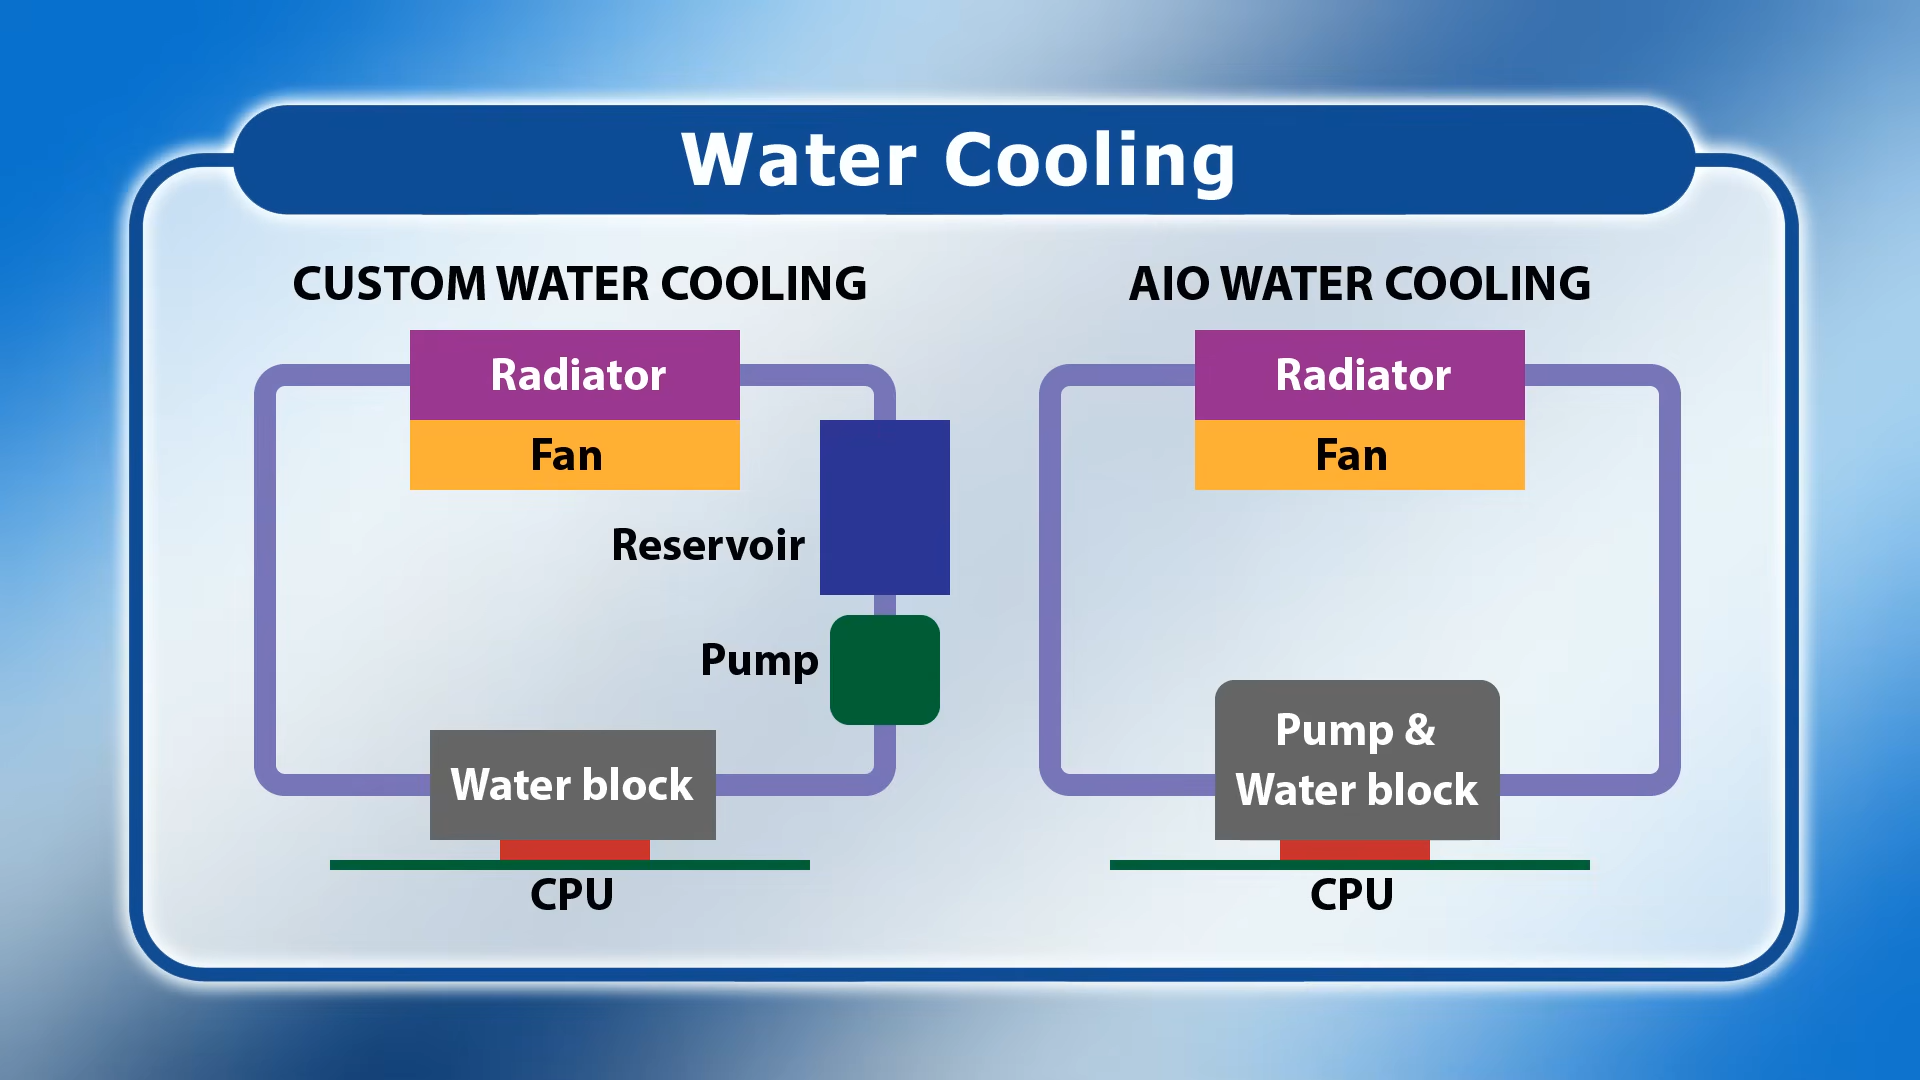 Water Cooling
CUSTOM WATER COOLING
Radiator
Fan
Reservoir
Pump
Water block
CPU
AIO WATER COOLING
Radiator
Fan
Pump &
Water block
CPU